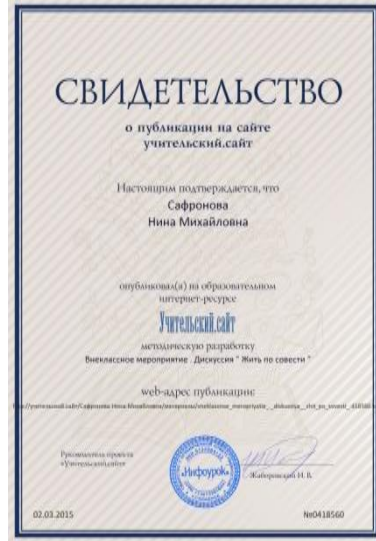 СВИДЕТЕЛЬСТВО
о публикации на сайте
учительский.сайт
Настоящим подтверждается, что
Сафронова
Нина Михайловна
опубликовал(а) на образовательном
интернет-ресурсе
Учительский.сайт
методическую разработку
Внеклассное мероприятие . Дискуссия " Жить по совести "
web-адрес публикации:
Руководитель проекта
«Учительский.сайт»
«Инфоурок»
Жаборовский И. В.
02.03.2015
№0418560